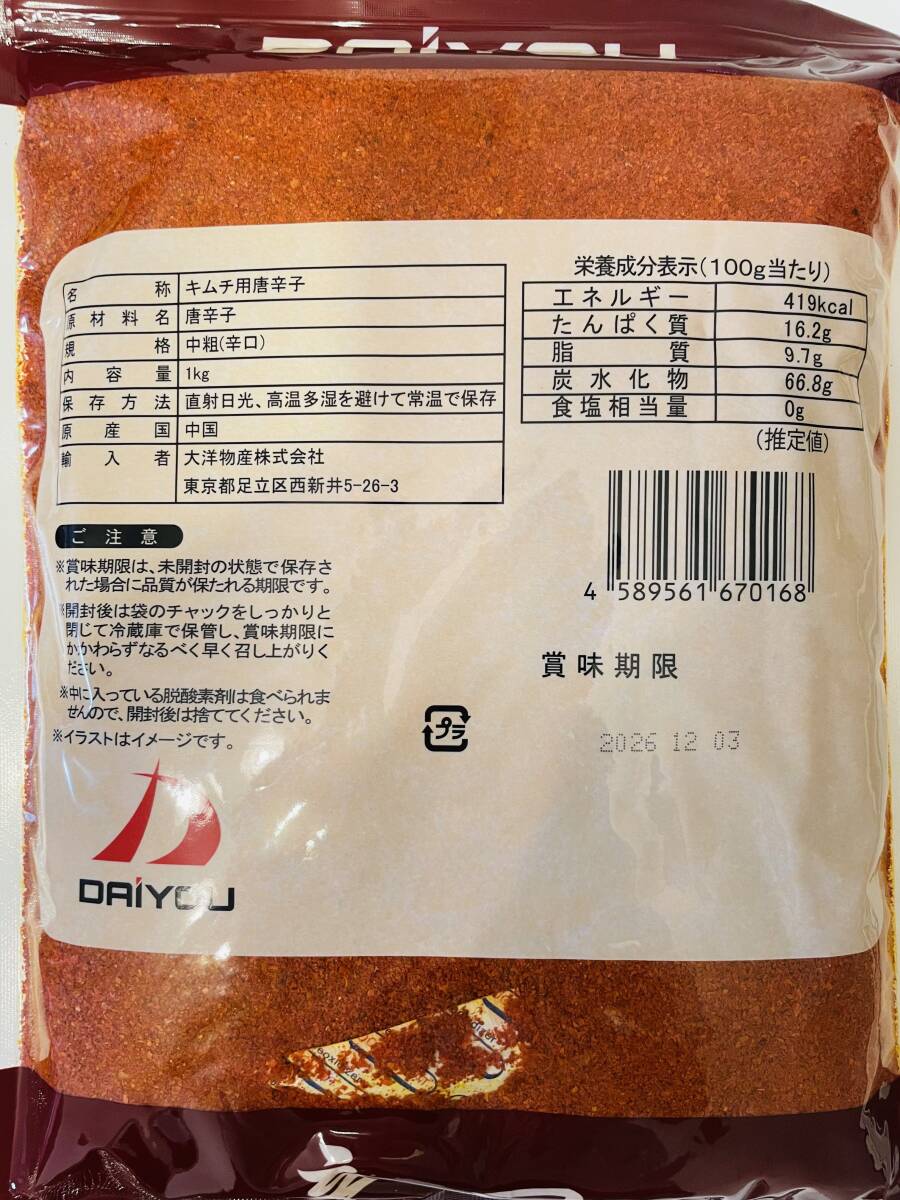 DAiYOU
名称 キムチ用唐辛子
原材料名 唐辛子
規格 中粗(辛口)
内容量 1kg
保存方法 直射日光、高温多湿を避けて常温で保存
原産国 中国
輸入者 大洋物産株式会社
東京都足立区西新井5-26-3
栄養成分表示(100g当たり)
エネルギー 419kcal
たんぱく質 16.2g
脂質 9.7g
炭水化物 66.8g
食塩相当量 0g
(推定値)
4 589561 670168
ご注意
※賞味期限は、未開封の状態で保存さ
れた場合に品質が保たれる期限です。
※開封後は袋のチャックをしっかりと
閉じて冷蔵庫で保管し、賞味期限に
かかわらずなるべく早く召し上がりく
ださい。
※中に入っている脱酸素剤は食べられま
せんので、開封後は捨ててください。
※イラストはイメージです。
賞味期限
2026 12 03
プラ
DAiYOU